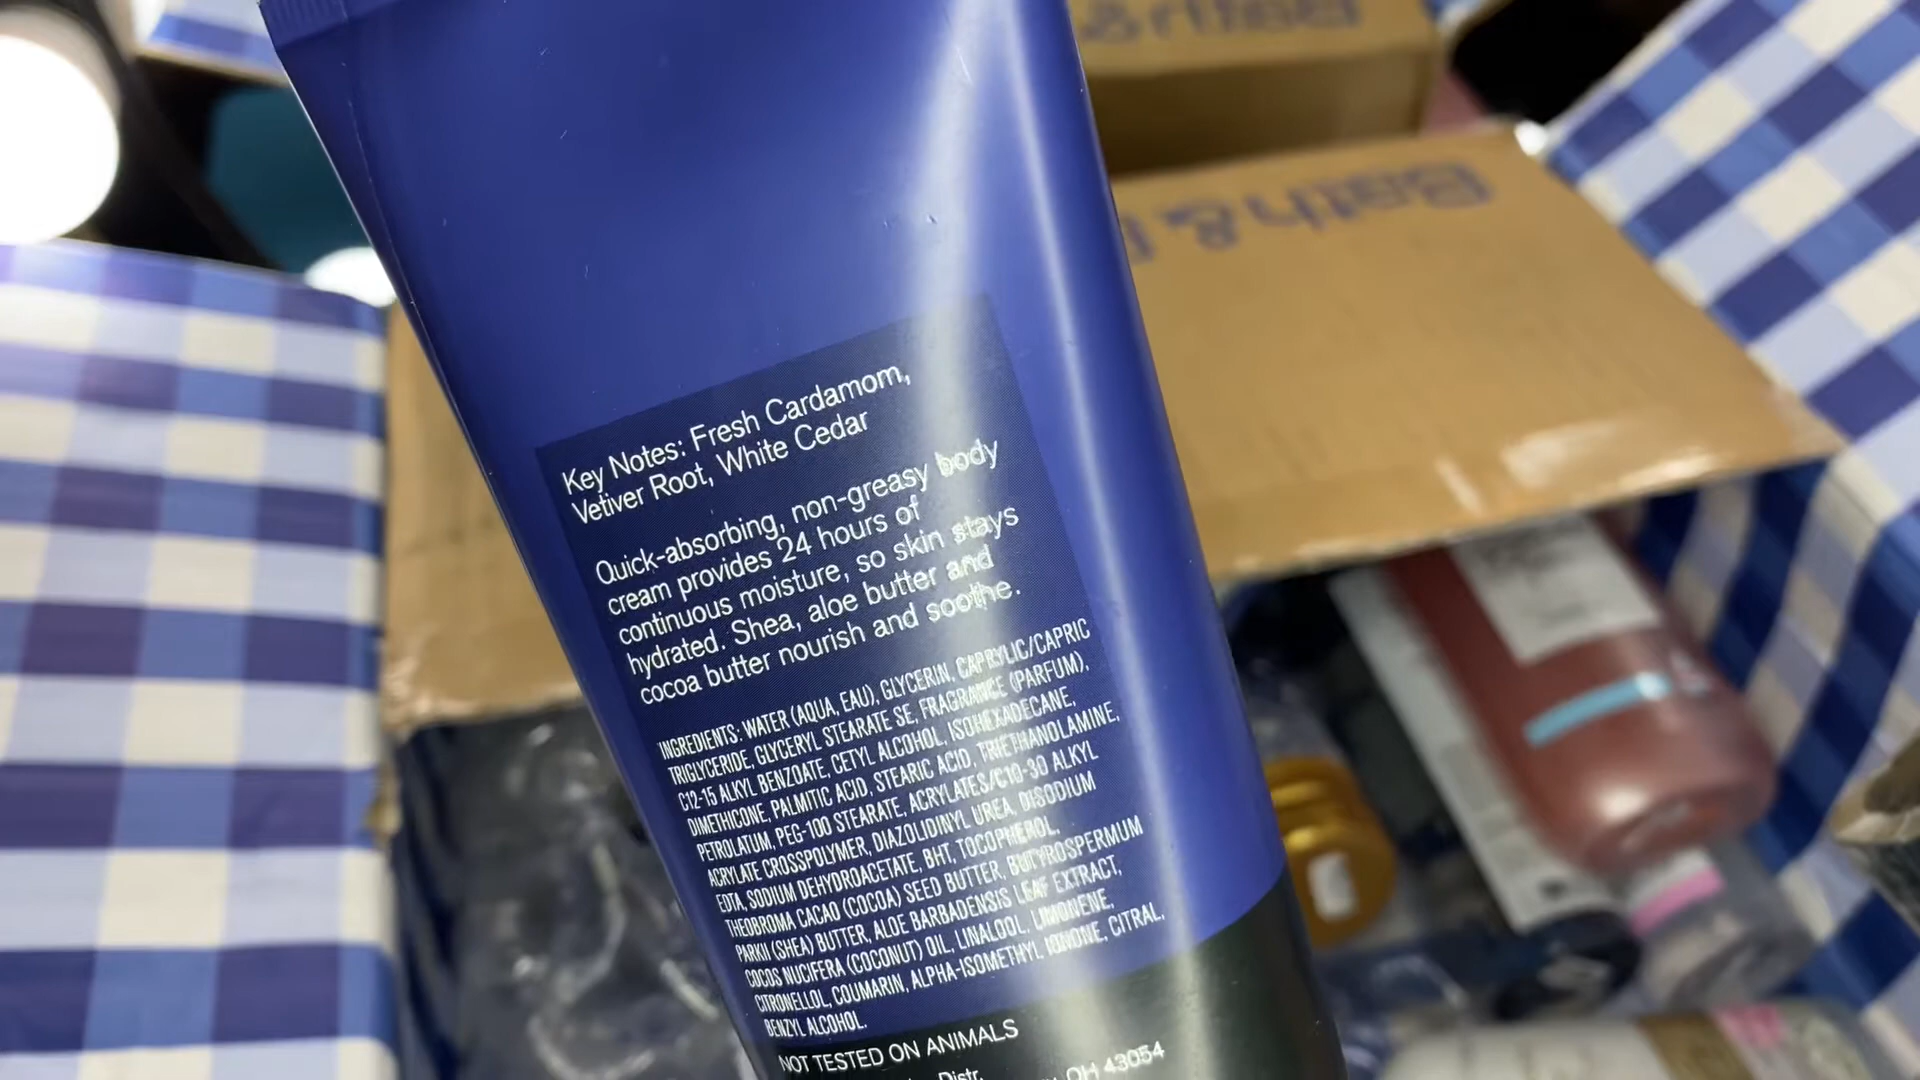 Bath &
Bath &
Key Notes: Fresh Cardamom,
Vetiver Root, White Cedar
Quick-absorbing, non-greasy body
cream provides 24 hours of
continuous moisture, so skin stays
hydrated. Shea, aloe butter and
cocoa butter nourish and soothe.
INGREDIENTS: WATER (AQUA, EAU), GLYCERIN, CAPRYLIC/CAPRIC
TRIGLYCERIDE, GLYCERYL STEARATE SE, FRAGRANCE (PARFUM),
C12-15 ALKYL BENZOATE, CETYL ALCOHOL, ISOHEXADECANE,
DIMETHICONE, PALMITIC ACID, STEARIC ACID, TRIETHANOLAMINE,
PETROLATUM, PEG-100 STEARATE, ACRYLATES/C10-30 ALKYL
ACRYLATE CROSSPOLYMER, DIAZOLIDINYL UREA, DISODIUM
EDTA, SODIUM DEHYDROACETATE, BHT, TOCOPHEROL,
THEOBROMA CACAO (COCOA) SEED BUTTER, BUTYROSPERMUM
PARKII (SHEA) BUTTER, ALOE BARBADENSIS LEAF EXTRACT,
COCOS NUCIFERA (COCONUT) OIL, LINALOOL, LIMONENE,
CITRONELLOL, COUMARIN, ALPHA-ISOMETHYL IONONE, CITRAL,
BENZYL ALCOHOL.
NOT TESTED ON ANIMALS
Distr.
OH 43054